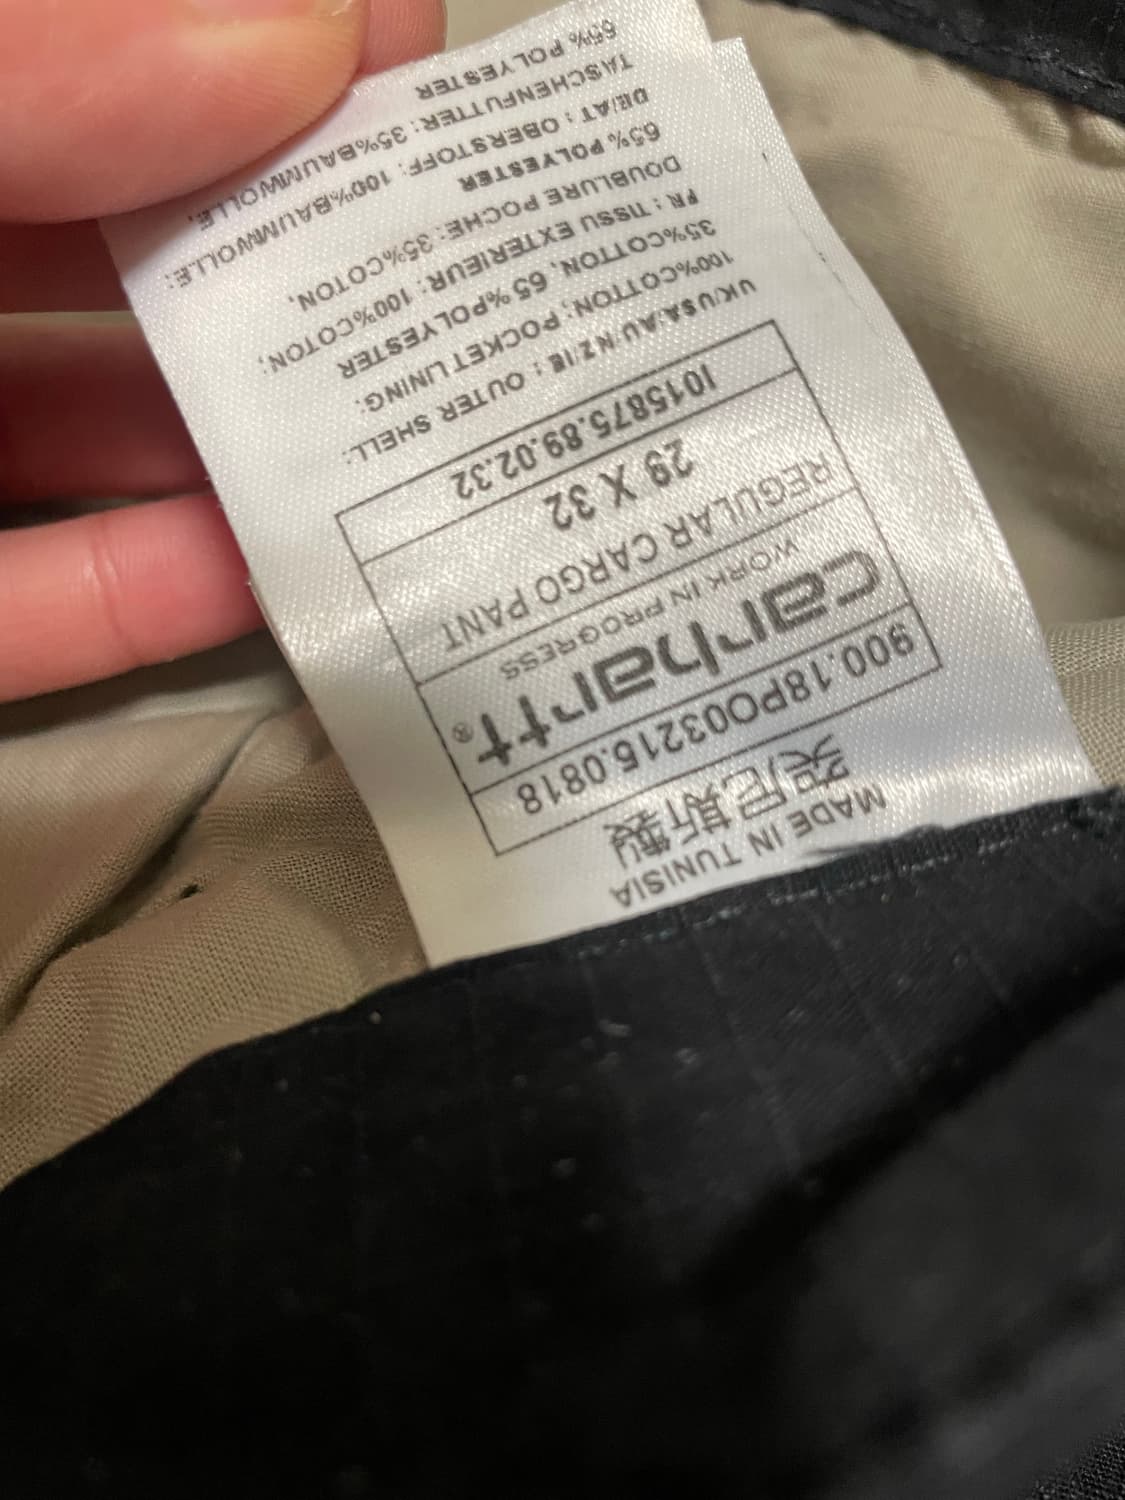 MADE IN TUNISIA
突尼斯製
900.18PO03215.0818
carhartt®
WORK IN PROGRESS
REGULAR CARGO PANT
29 X 32
I015875.89.02.32
UK/USA/AU/NZ/IE : OUTER SHELL:
100%COTTON; POCKET LINING:
35%COTTON, 65%POLYESTER
FR : TISSU EXTERIEUR: 100%COTON;
DOUBLURE POCHE: 35%COTON,
65% POLYESTER
DE/AT : OBERSTOFF: 100%BAUMWOLLE;
TASCHENFUTTER: 35%BAUMWOLLE,
65% POLYESTER